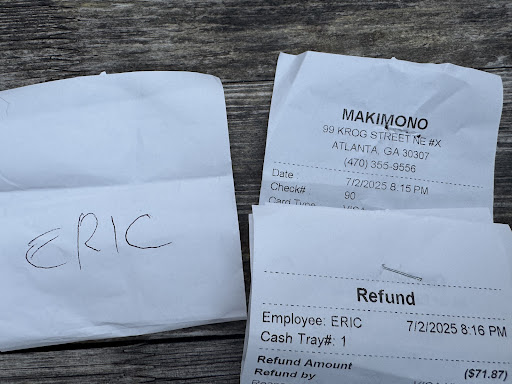 ERIC
MAKIMONO
99 KROG STREET NE #X
ATLANTA, GA 30307
(470) 355-9556
Date 7/2/2025 8:15 PM
Check# 90
Card Type
Refund
Employee: ERIC 7/2/2025 8:16 PM
Cash Tray#: 1
Refund Amount ($71.87)
Refund by